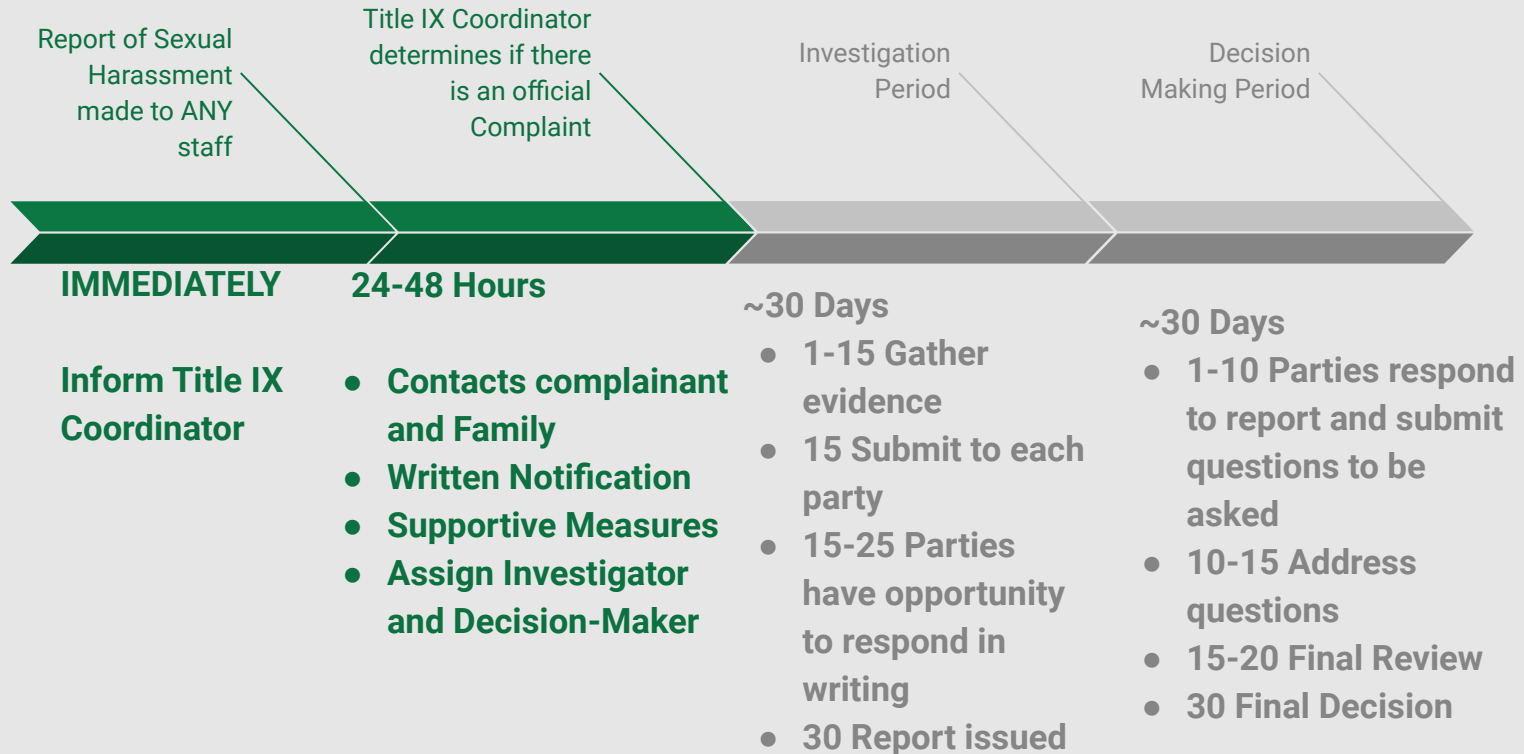 Report of Sexual
Harassment
made to ANY
staff
Title IX Coordinator
determines if there
is an official
Complaint
Investigation
Period
Decision
Making Period
IMMEDIATELY
Inform Title IX
Coordinator
24-48 Hours
● Contacts complainant
and Family
● Written Notification
● Supportive Measures
● Assign Investigator
and Decision-Maker
~30 Days
● 1-15 Gather
evidence
● 15 Submit to each
party
● 15-25 Parties
have opportunity
to respond in
writing
● 30 Report issued
~30 Days
● 1-10 Parties respond
to report and submit
questions to be
asked
● 10-15 Address
questions
● 15-20 Final Review
● 30 Final Decision